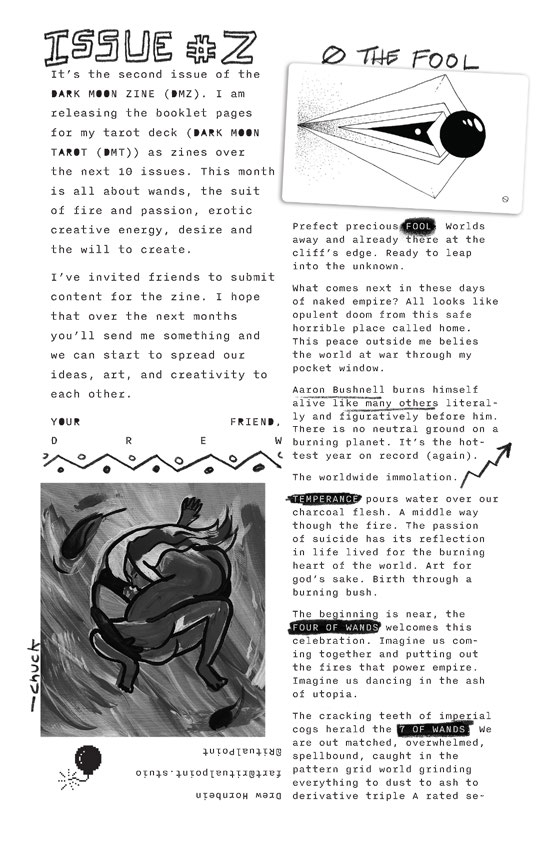 ISSUE #2
It's the second issue of the
DARK MOON ZINE (DMZ). I am
releasing the booklet pages
for my tarot deck (DARK MOON
TAROT (DMT)) as zines over
the next 10 issues. This month
is all about wands, the suit
of fire and passion, erotic
creative energy, desire and
the will to create.
I've invited friends to submit
content for the zine. I hope
that over the next months
you'll send me something and
we can start to spread our
ideas, art, and creativity to
each other.
YOUR FRIEND,
D R E W
—chuck
@RitualPoint
fart@ritualpoint.stuio
Drew Hornbein
0 THE FOOL
0
Prefect precious FOOL. Worlds
away and already there at the
cliff's edge. Ready to leap
into the unknown.
What comes next in these days
of naked empire? All looks like
opulent doom from this safe
horrible place called home.
This peace outside me belies
the world at war through my
pocket window.
Aaron Bushnell burns himself
alive like many others literal-
ly and figuratively before him.
There is no neutral ground on a
burning planet. It's the hot-
test year on record (again).
The worldwide immolation.
TEMPERANCE pours water over our
charcoal flesh. A middle way
though the fire. The passion
of suicide has its reflection
in life lived for the burning
heart of the world. Art for
god's sake. Birth through a
burning bush.
The beginning is near, the
FOUR OF WANDS welcomes this
celebration. Imagine us com-
ing together and putting out
the fires that power empire.
Imagine us dancing in the ash
of utopia.
The cracking teeth of imperial
cogs herald the 7 OF WANDS. We
are out matched, overwhelmed,
spellbound, caught in the
pattern grid world grinding
everything to dust to ash to
derivative triple A rated se-